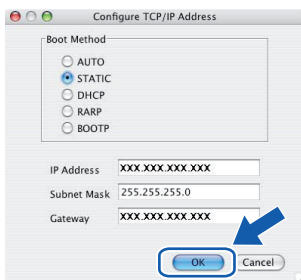 Configure TCP/IP Address
Boot Method
AUTO
STATIC
DHCP
RARP
BOOTP
IP Address XXX.XXX.XXX.XXX
Subnet Mask 255.255.255.0
Gateway XXX.XXX.XXX.XXX
OK Cancel